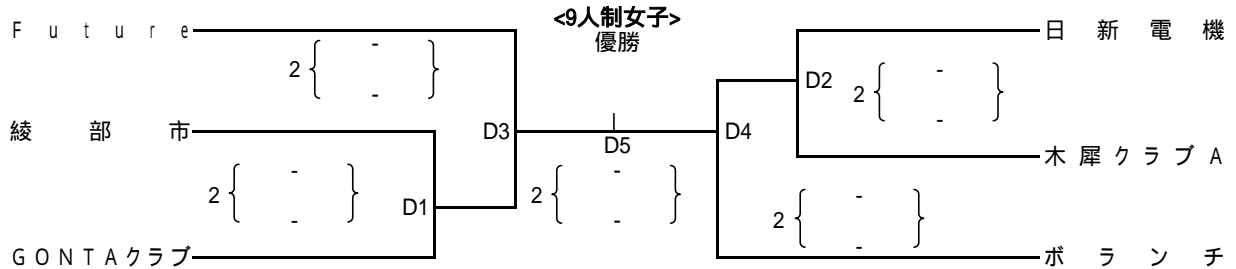 <9人制女子>
優勝
Future
日新電機
2 { - - }
D2 2 { - - }
綾部市
D3
D5
D4
木犀クラブA
2 { - - }
D1
2 { - - }
2 { - - }
GONTAクラブ
ボランチ